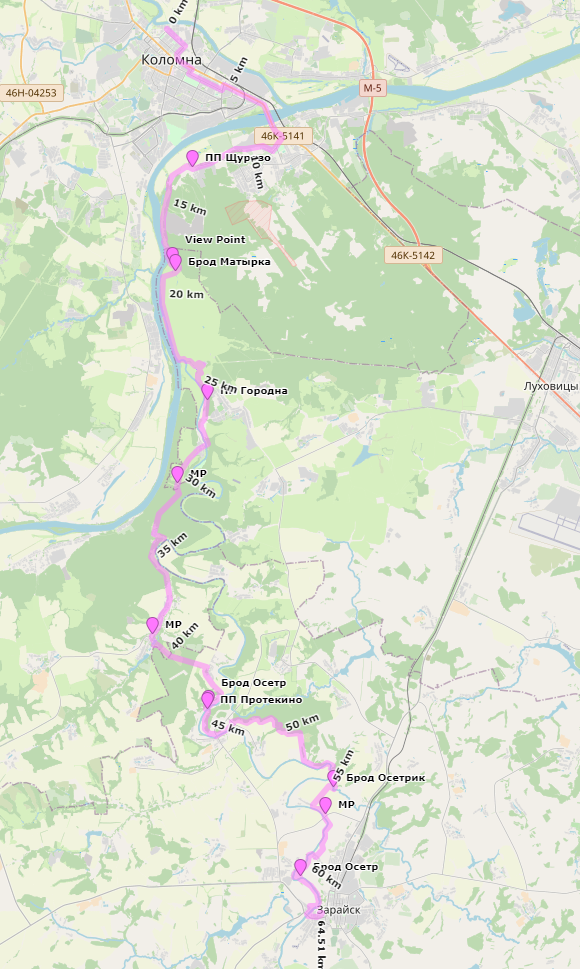 0 km
Коломна
5 km
М-5
46Н-04253
46К-5141
ПП Щурово
10 km
15 km
View Point
46К-5142
Брод Матырка
20 km
25 km
Городна
Луховицы
МР
30 km
35 km
МР
40 km
Брод Осетр
ПП Протекино
45 km
50 km
55 km
Брод Осетрик
МР
Брод Осетр
60 km
Зарайск
64.51 km